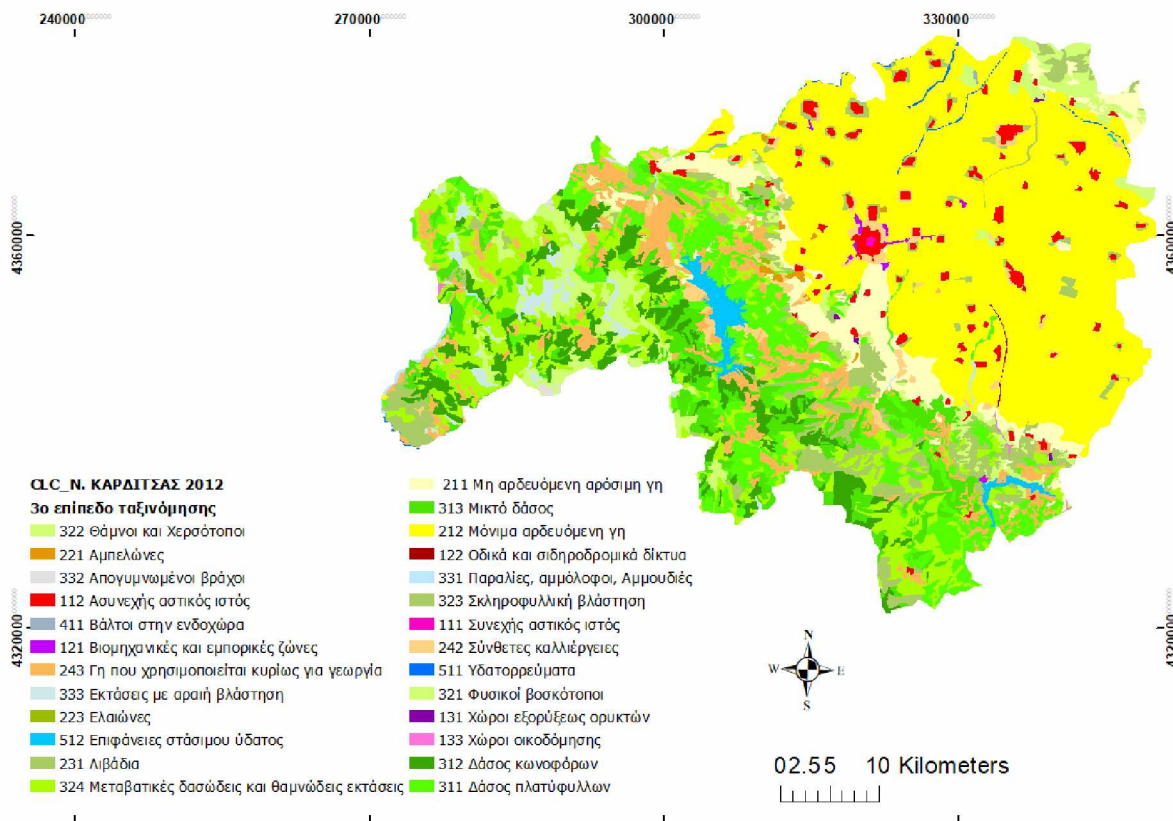 240000 270000 300000 330000
4360000 4360000
CLC_Ν. ΚΑΡΔΙΤΣΑΣ 2012
3ο επίπεδο ταξινόμησης
322 Θάμνοι και Χερσότοποι
221 Αμπελώνες
332 Απογυμνωμένοι βράχοι
112 Ασυνεχής αστικός ιστός
411 Βάλτοι στην ενδοχώρα
121 Βιομηχανικές και εμπορικές ζώνες
243 Γη που χρησιμοποιείται κυρίως για γεωργία
333 Εκτάσεις με αραιή βλάστηση
223 Ελαιώνες
512 Επιφάνειες στάσιμου ύδατος
231 Λιβάδια
324 Μεταβατικές δασώδεις και θαμνώδεις εκτάσεις
211 Μη αρδευόμενη αρόσιμη γη
313 Μικτό δάσος
212 Μόνιμα αρδευόμενη γη
122 Οδικά και σιδηροδρομικά δίκτυα
331 Παραλίες, αμμόλοφοι, Αμμουδιές
323 Σκληροφυλλική βλάστηση
111 Συνεχής αστικός ιστός
242 Σύνθετες καλλιέργειες
511 Υδατορρεύματα
321 Φυσικοί βοσκότοποι
131 Χώροι εξορύξεως ορυκτών
133 Χώροι οικοδόμησης
312 Δάσος κωνοφόρων
311 Δάσος πλατύφυλλων
4320000 4320000
N
W E
S
02.55 10 Kilometers